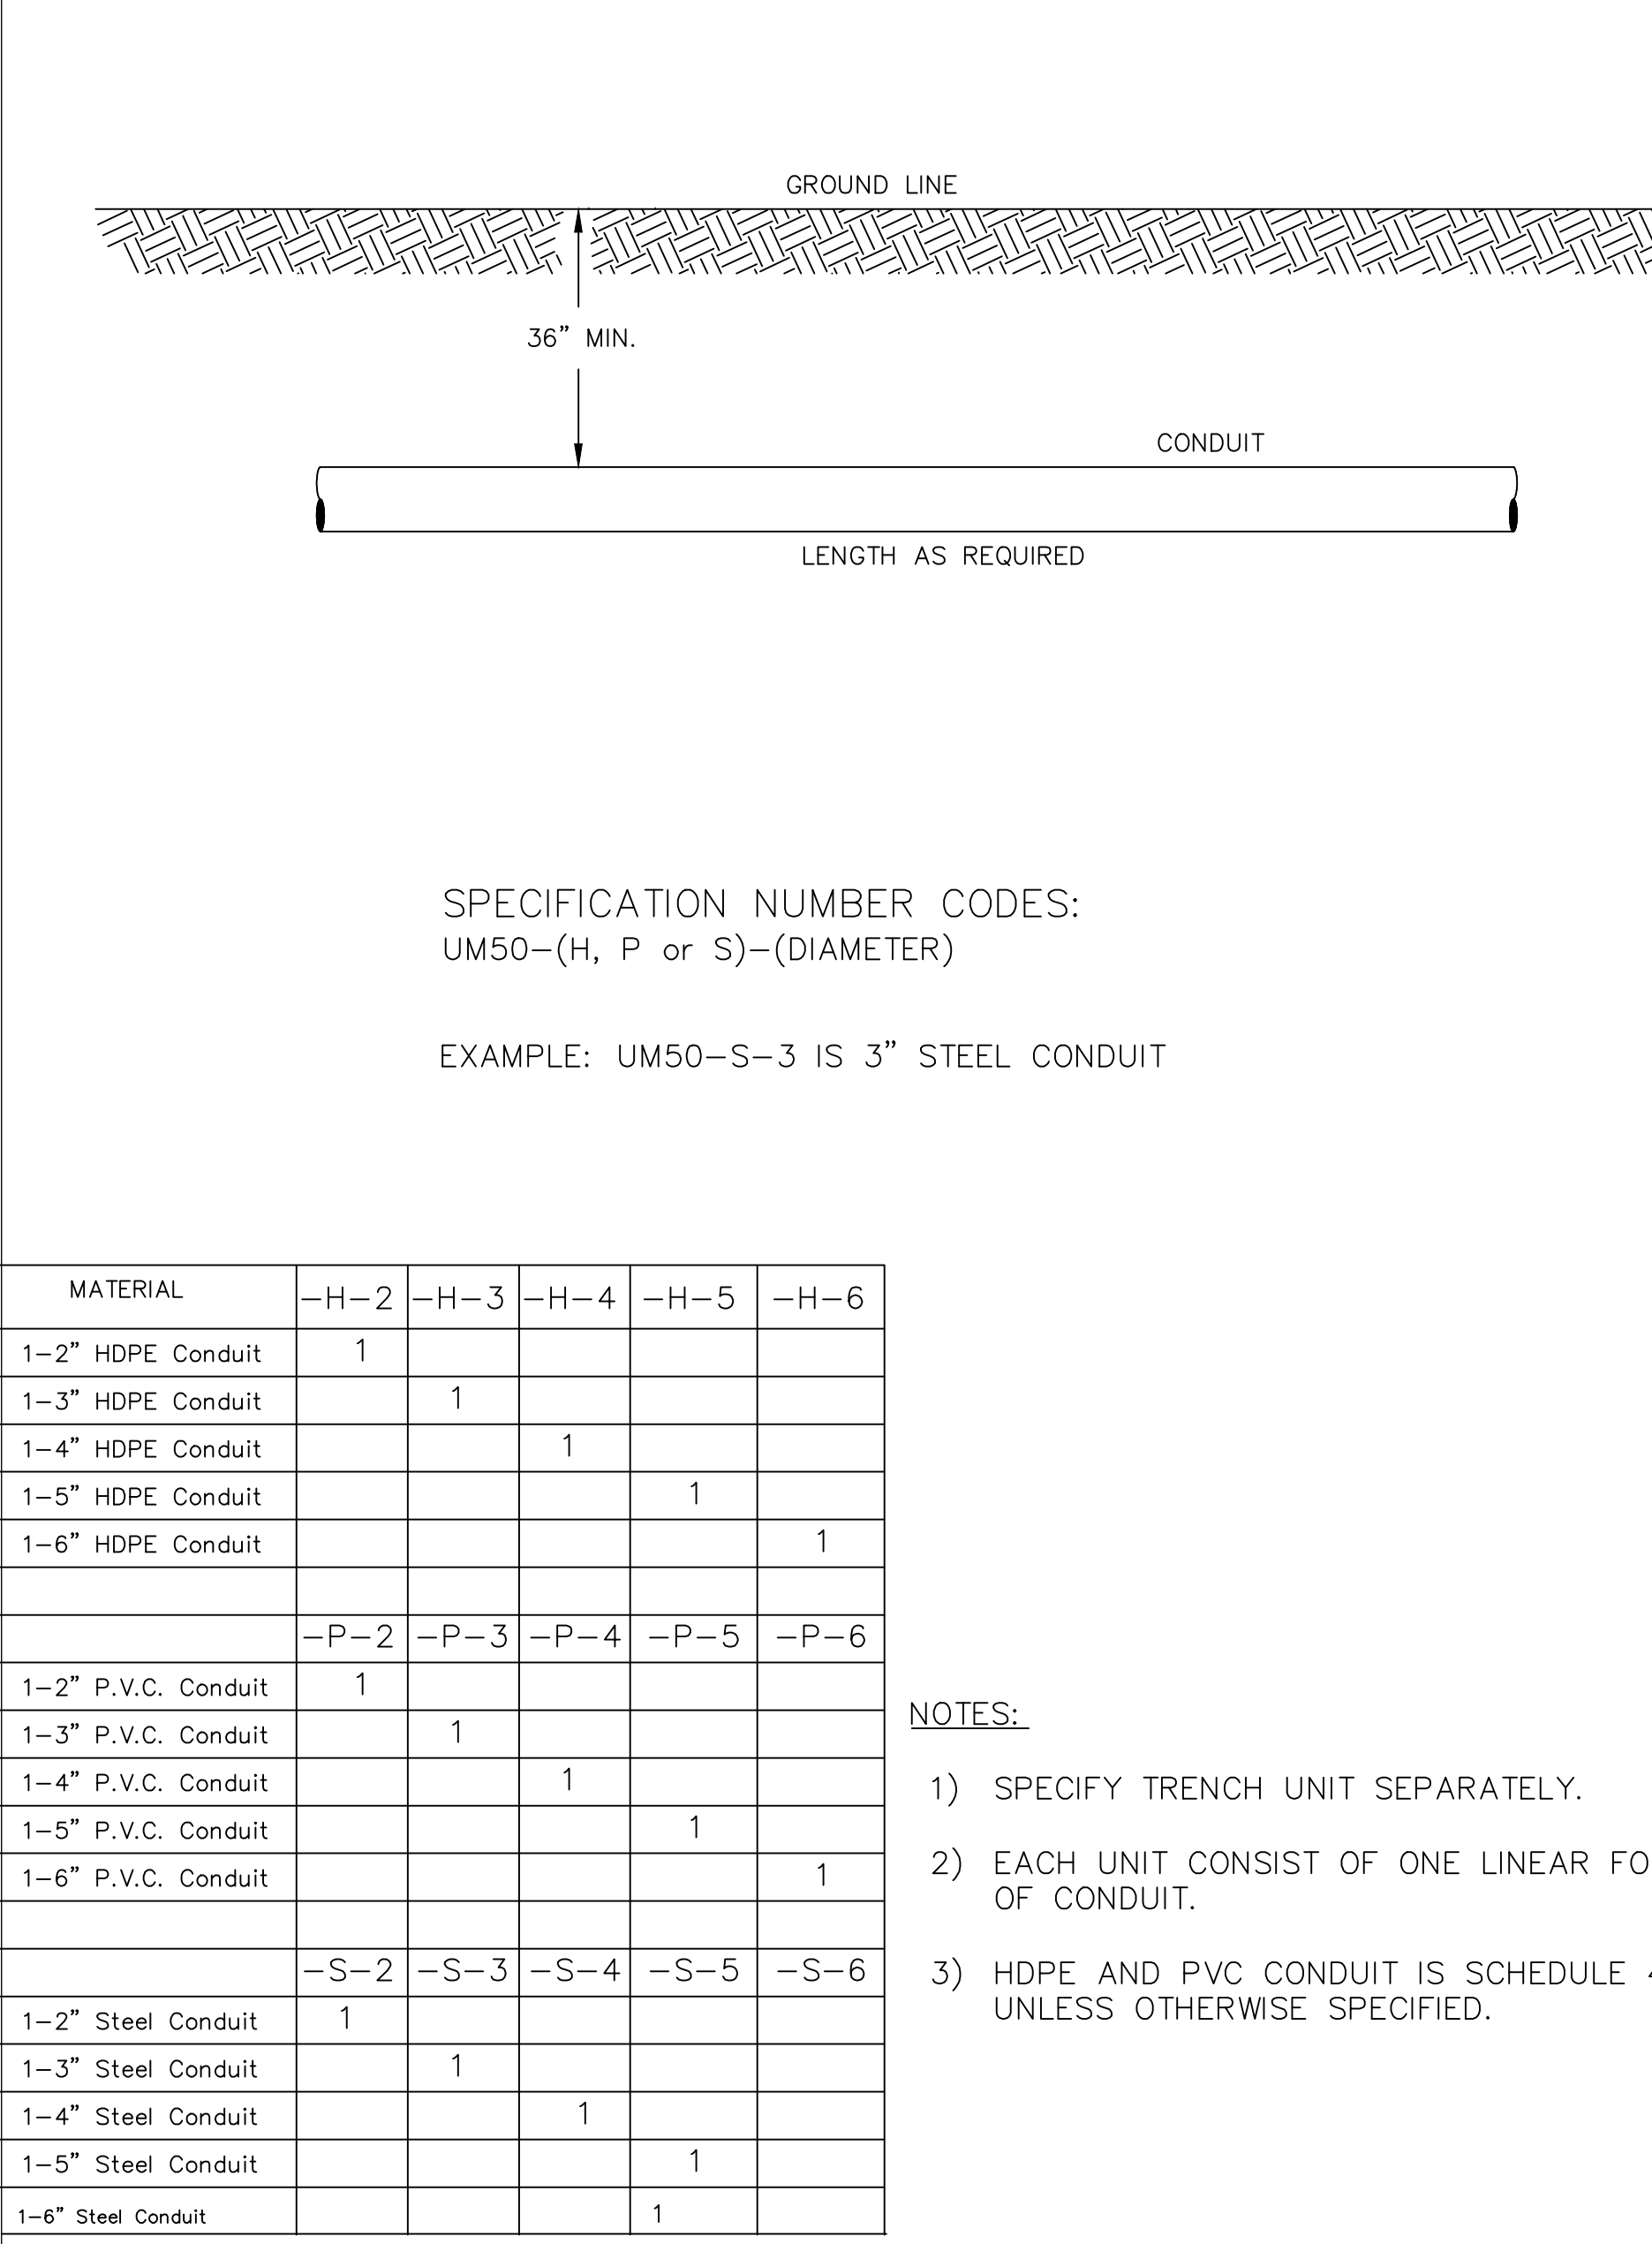 GROUND LINE
36” MIN.
CONDUIT
LENGTH AS REQUIRED
SPECIFICATION NUMBER CODES:
UM50-(H, P or S)-(DIAMETER)
EXAMPLE: UM50-S-3 IS 3” STEEL CONDUIT
MATERIAL -H-2 -H-3 -H-4 -H-5 -H-6
1-2” HDPE Conduit 1
1-3” HDPE Conduit 1
1-4” HDPE Conduit 1
1-5” HDPE Conduit 1
1-6” HDPE Conduit 1
-P-2 -P-3 -P-4 -P-5 -P-6
1-2” P.V.C. Conduit 1
1-3” P.V.C. Conduit 1
1-4” P.V.C. Conduit 1
1-5” P.V.C. Conduit 1
1-6” P.V.C. Conduit 1
-S-2 -S-3 -S-4 -S-5 -S-6
1-2” Steel Conduit 1
1-3” Steel Conduit 1
1-4” Steel Conduit 1
1-5” Steel Conduit 1
1-6” Steel Conduit 1
NOTES:
1) SPECIFY TRENCH UNIT SEPARATELY.
2) EACH UNIT CONSIST OF ONE LINEAR FO
OF CONDUIT.
3) HDPE AND PVC CONDUIT IS SCHEDULE
UNLESS OTHERWISE SPECIFIED.